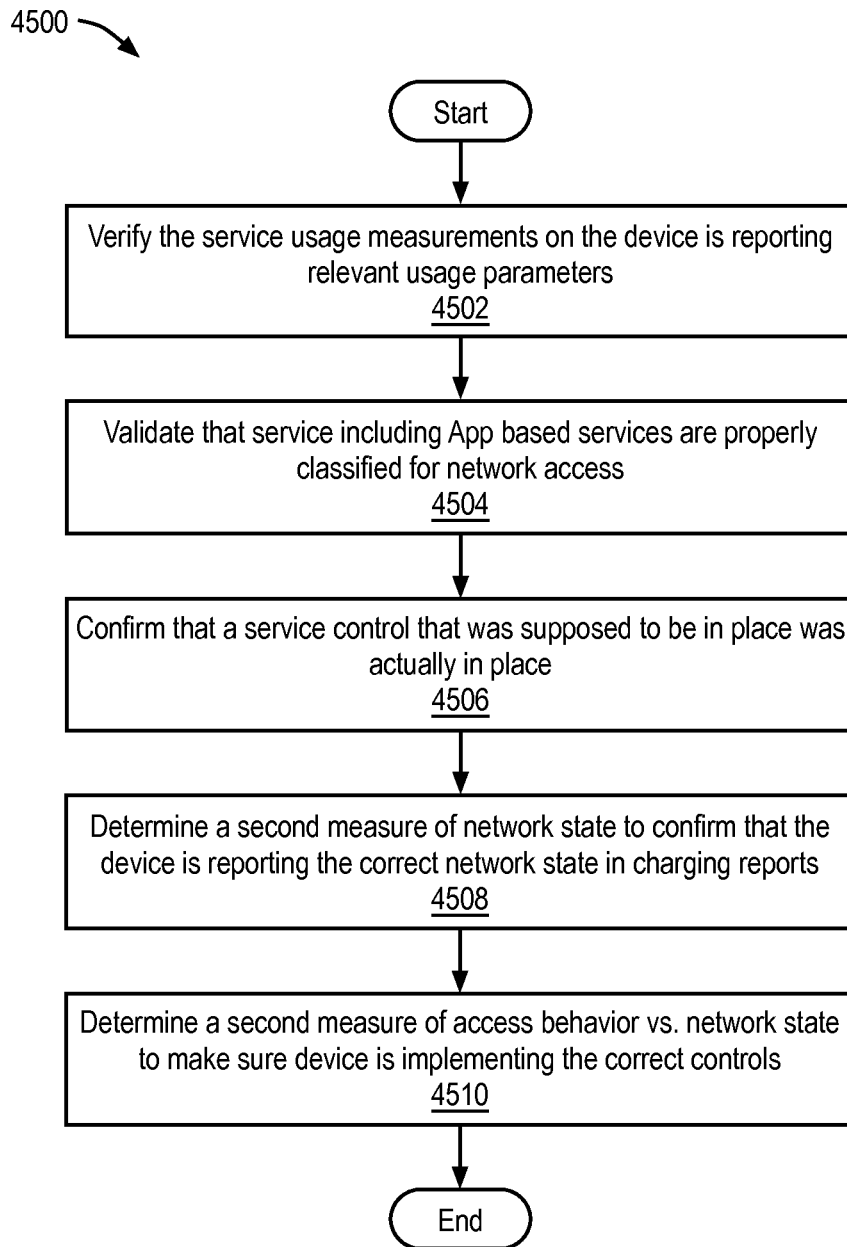 4500
Start
Verify the service usage measurements on the device is reporting
relevant usage parameters
4502
Validate that service including App based services are properly
classified for network access
4504
Confirm that a service control that was supposed to be in place was
actually in place
4506
Determine a second measure of network state to confirm that the
device is reporting the correct network state in charging reports
4508
Determine a second measure of access behavior vs. network state
to make sure device is implementing the correct controls
4510
End